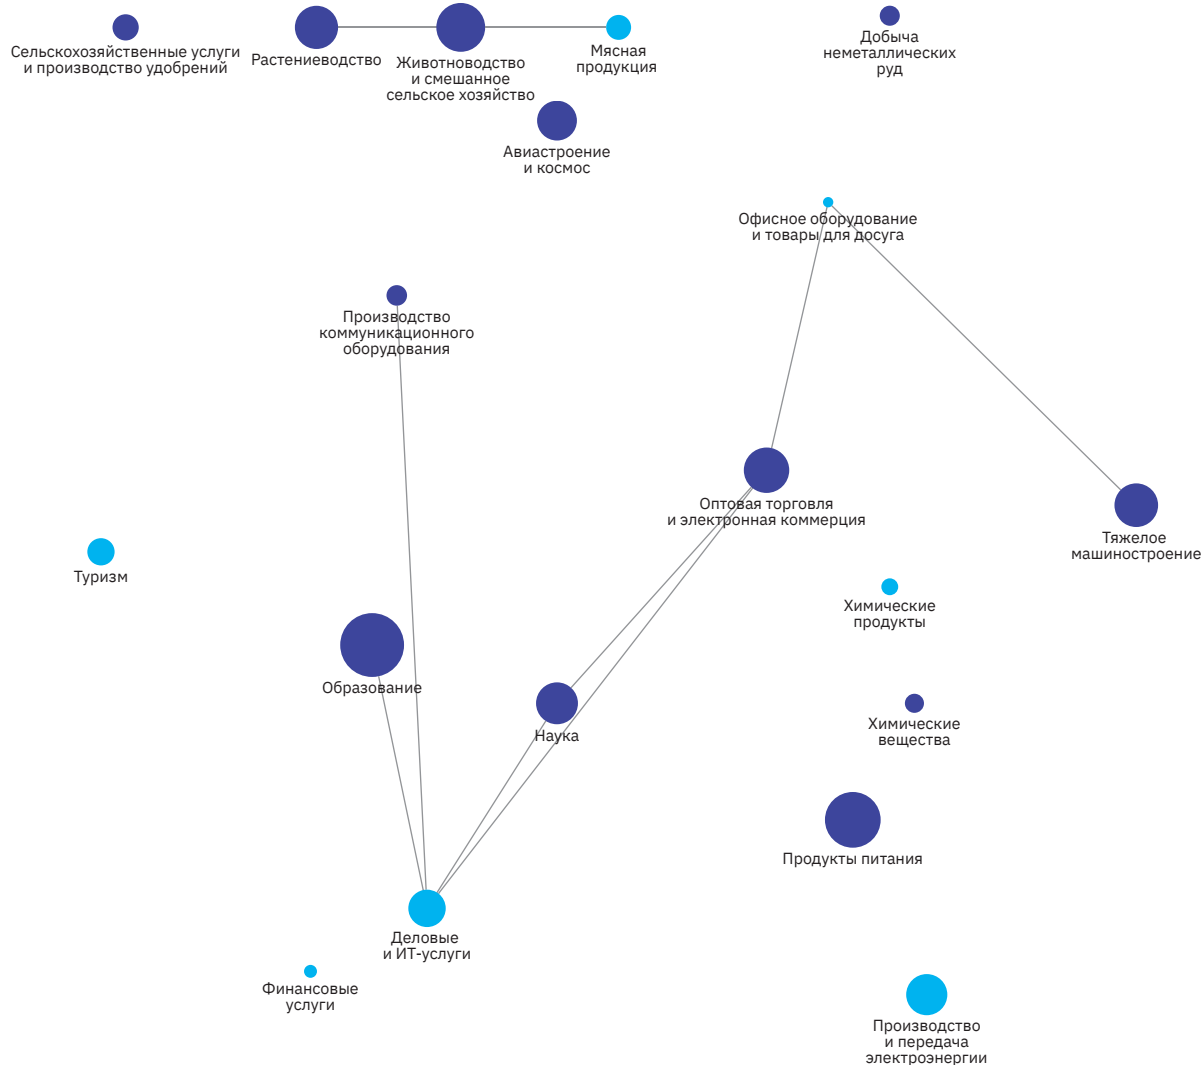 Сельскохозяйственные услуги
и производство удобрений
Растениеводство
Животноводство
и смешанное
сельское хозяйство
Мясная
продукция
Добыча
неметаллических
руд
Авиастроение
и космос
Офисное оборудование
и товары для досуга
Производство
коммуникационного
оборудования
Оптовая торговля
и электронная коммерция
Тяжелое
машиностроение
Туризм
Химические
продукты
Образование
Наука
Химические
вещества
Продукты питания
Деловые
и ИТ-услуги
Финансовые
услуги
Производство
и передача
электроэнергии